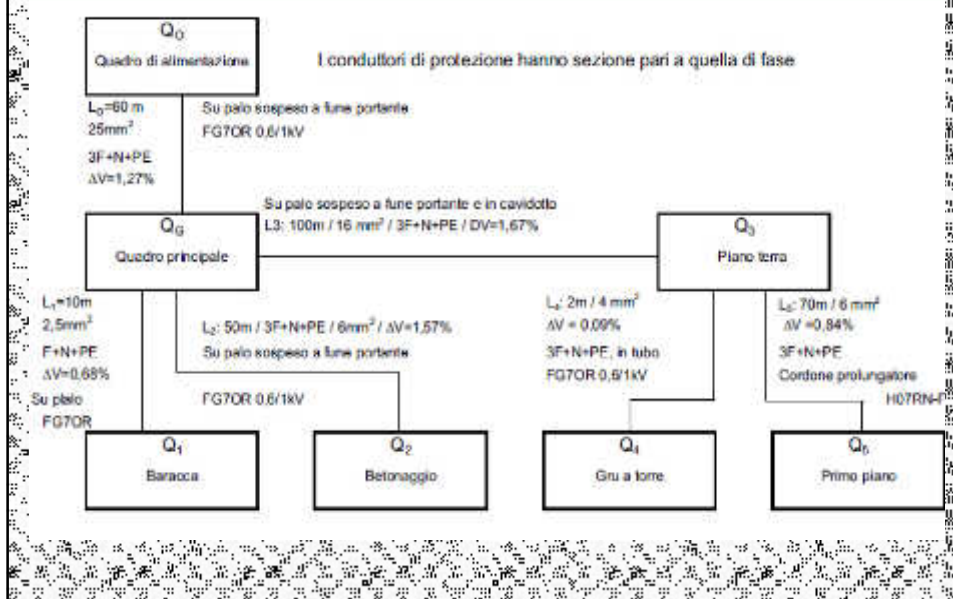 Q0
Quadro di alimentazione
I conduttori di protezione hanno sezione pari a quella di fase
L0=60 m
25mm²
3F+N+PE
ΔV=1,27%
Su palo sospeso a fune portante
FG7OR 0,6/1kV
Su palo sospeso a fune portante e in cavidotto
L3: 100m / 16 mm² / 3F+N+PE / DV=1,67%
QG
Quadro principale
Q3
Piano terra
L1=10m
2,5mm²
F+N+PE
ΔV=0,68%
Su plalo
FG7OR
L2: 50m / 3F+N+PE / 6mm² / ΔV=1,57%
Su palo sospeso a fune portante
FG7OR 0,6/1kV
L4: 2m / 4 mm²
ΔV = 0,09%
3F+N+PE, in tubo
FG7OR 0,6/1kV
L5: 70m / 6 mm²
ΔV =0,84%
3F+N+PE
Cordone prolungatore
H07RN-F
Q1
Baracca
Q2
Betonaggio
Q4
Gru a torre
Q5
Primo piano